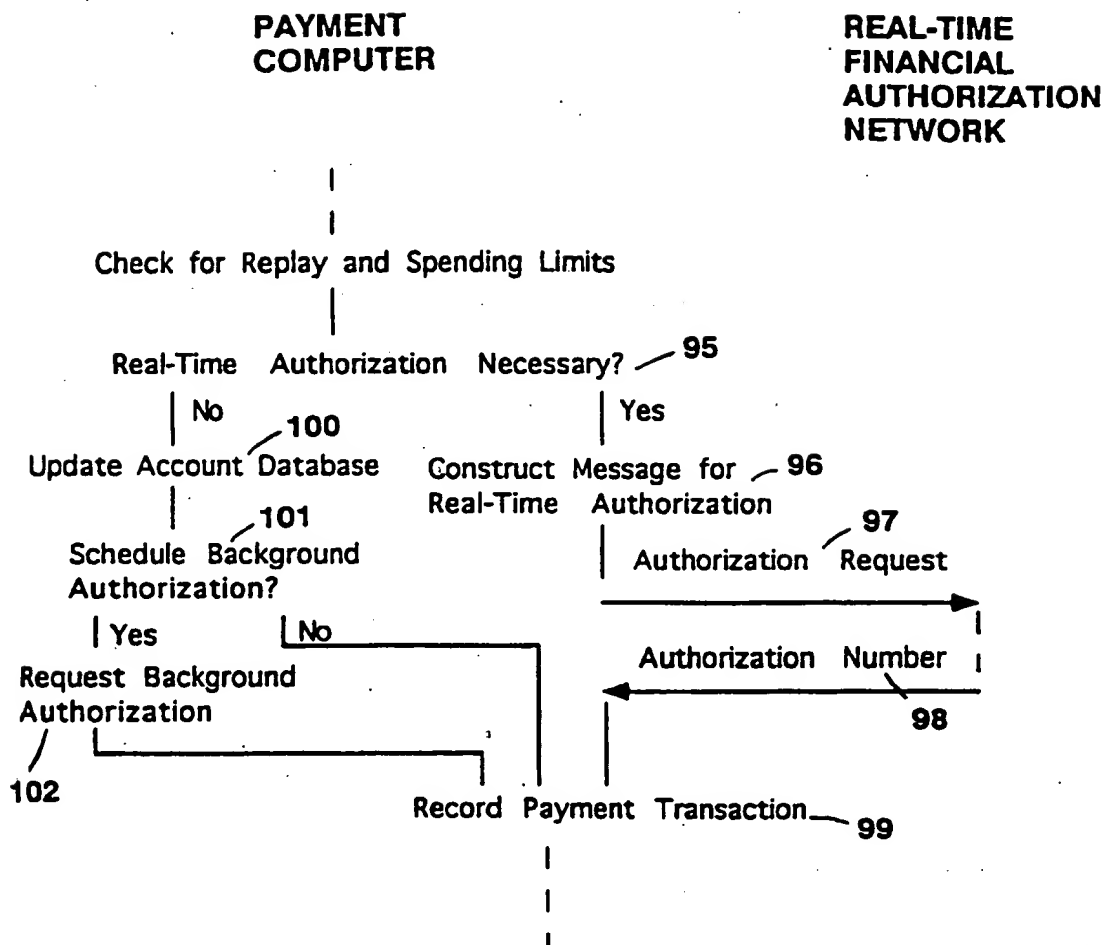 PAYMENT
COMPUTER
REAL-TIME
FINANCIAL
AUTHORIZATION
NETWORK
Check for Replay and Spending Limits
Real-Time Authorization Necessary?
95
No
Yes
100
Update Account Database
Construct Message for
Real-Time Authorization
96
101
Schedule Background
Authorization?
97
Authorization Request
Yes
No
Authorization Number
98
Request Background
Authorization
102
Record Payment Transaction
99